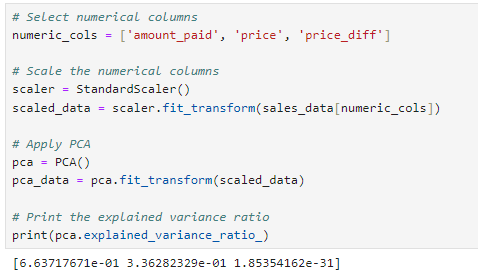 # Select numerical columns
numeric_cols = ['amount_paid', 'price', 'price_diff']
# Scale the numerical columns
scaler = StandardScaler()
scaled_data = scaler.fit_transform(sales_data[numeric_cols])
# Apply PCA
pca = PCA()
pca_data = pca.fit_transform(scaled_data)
# Print the explained variance ratio
print(pca.explained_variance_ratio_)
[6.63717671e-01 3.36282329e-01 1.85354162e-31]